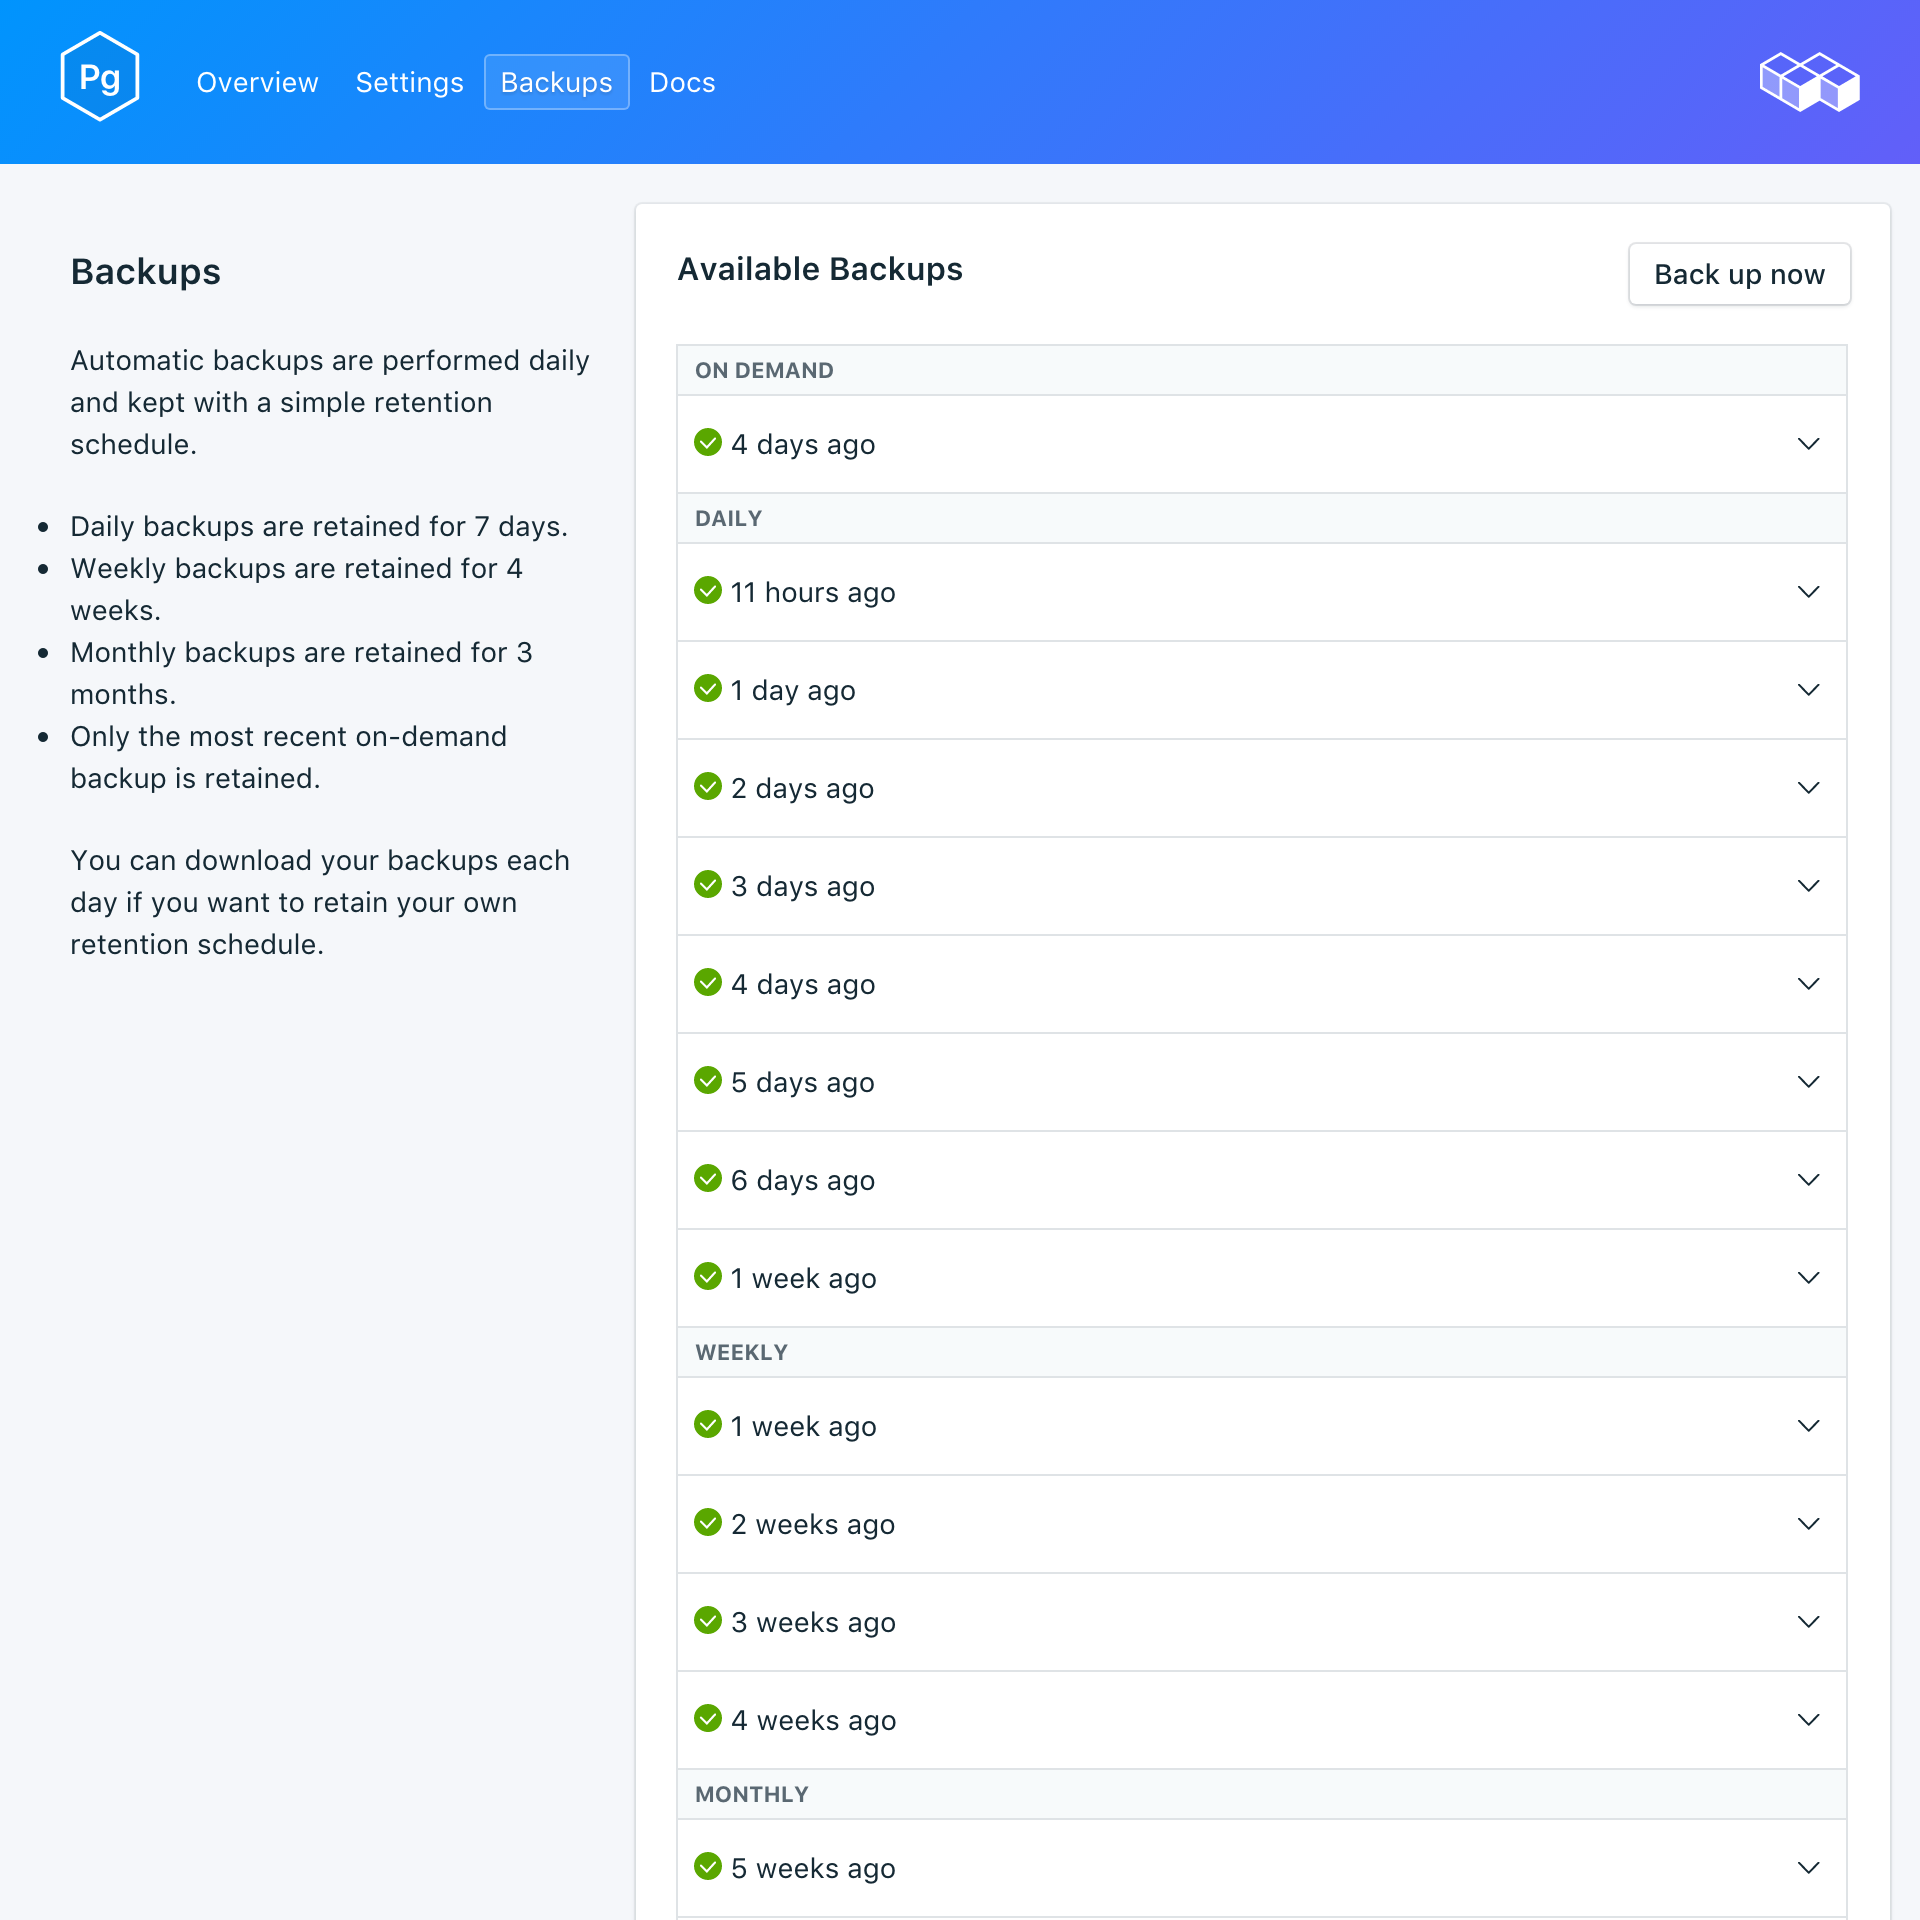 Pg
Overview
Settings
Backups
Docs
Backups
Automatic backups are performed daily
and kept with a simple retention
schedule.
Daily backups are retained for 7 days.
Weekly backups are retained for 4
weeks.
Monthly backups are retained for 3
months.
Only the most recent on-demand
backup is retained.
You can download your backups each
day if you want to retain your own
retention schedule.
Available Backups
Back up now
ON DEMAND
4 days ago
DAILY
11 hours ago
1 day ago
2 days ago
3 days ago
4 days ago
5 days ago
6 days ago
1 week ago
WEEKLY
1 week ago
2 weeks ago
3 weeks ago
4 weeks ago
MONTHLY
5 weeks ago